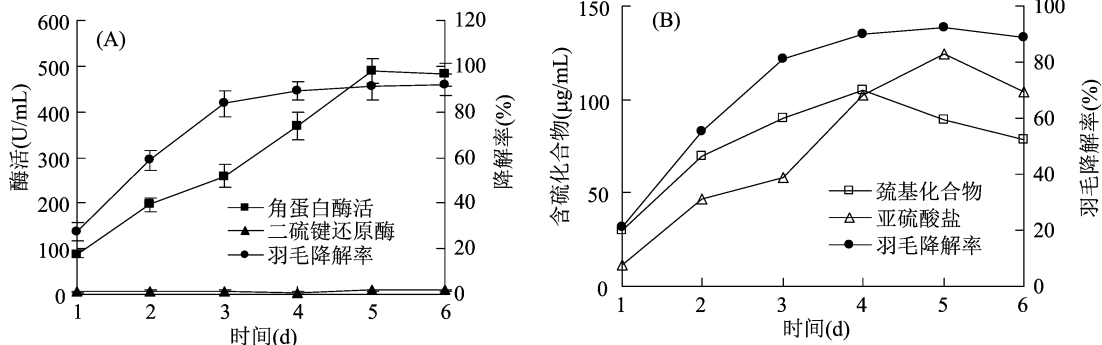 (A)
酶活(U/mL)
600
500
400
300
200
100
0
120
100
80
60
40
20
0
降解率(%)
角蛋白酶活
二硫键还原酶
羽毛降解率
1 2 3 4 5 6
时间(d)
(B)
含硫化合物(μg/mL)
150
100
50
0
100
80
60
40
20
0
羽毛降解率(%)
巯基化合物
亚硫酸盐
羽毛降解率
1 2 3 4 5 6
时间(d)